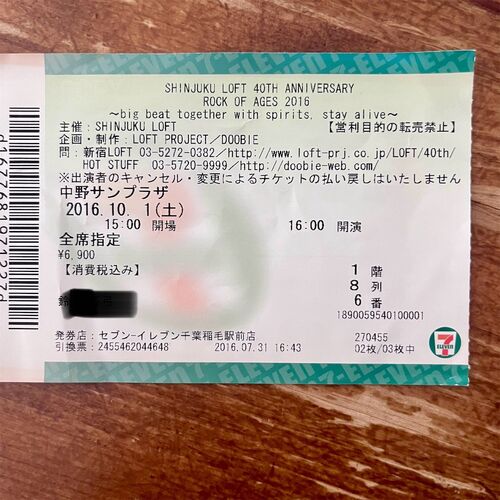 7-ELEVEN
SHINJUKU LOFT 40TH ANNIVERSARY
ROCK OF AGES 2016
～big beat together with spirits, stay alive～
主催：SHINJUKU LOFT 【営利目的の転売禁止】
企画・制作：LOFT PROJECT／DOOBIE
問：新宿LOFT 03-5272-0382／http://www.loft-prj.co.jp/LOFT/40th/
HOT STUFF 03-5720-9999／http://doobie-web.com/
※出演者のキャンセル・変更によるチケットの払い戻しはいたしません
中野サンプラザ
2016.10. 1(土)
15:00 開場 16:00 開演
全席指定
¥6,900
【消費税込み】
1 階
8 列
6 番
1890059540100001
発券店：セブン-イレブン千葉稲毛駅前店 270455
引換票：2455462044648 2016.07.31 16:43 02枚/03枚中
7-ELEVEN
d167768197122?d